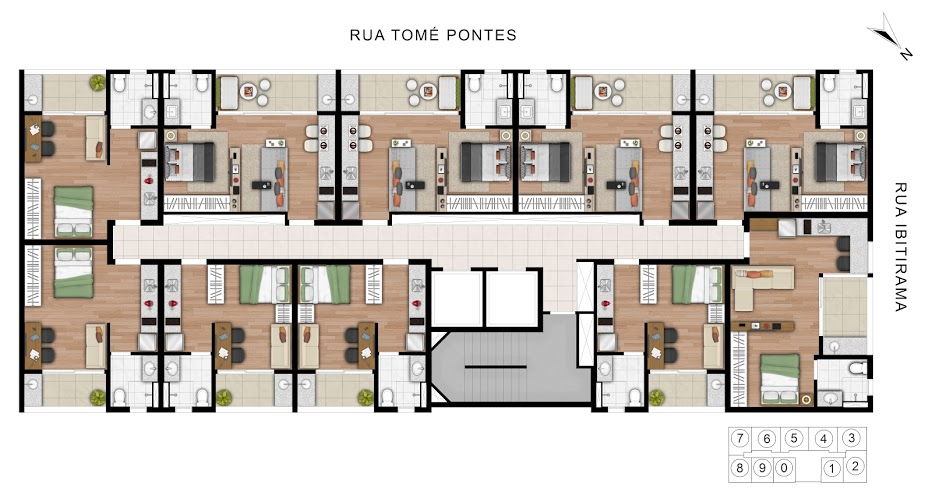 RUA TOMÉ PONTES
N
RUA IBITIRAMA
7 6 5 4 3
8 9 0 1 2